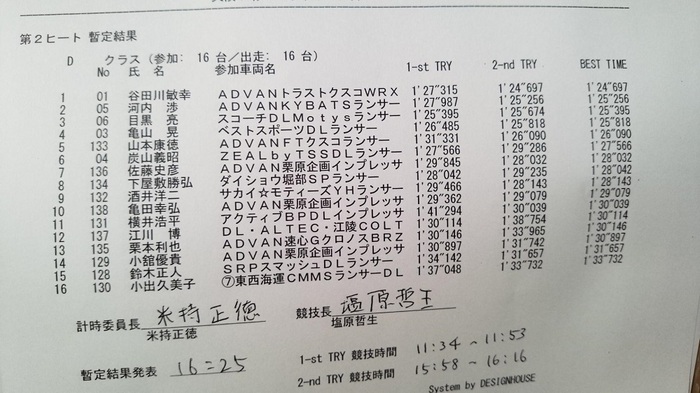 第2ヒート 暫定結果
D クラス(参加: 16 台/出走: 16 台)
No 氏 名 参加車両名 1-st TRY 2-nd TRY BEST TIME
1 01 谷田川敏幸 ADVANトラストクスコWRX 1'27"315 1'24"697 1'24"697
2 05 河内 渉 ADVANKYBATSランサー 1'27"987 1'25"256 1'25"256
3 06 目黒 亮 スコーチDLMotysランサー 1'25"395 1'25"674 1'25"395
4 03 亀山 晃 ベストスポーツDLランサー 1'26"485 1'25"818 1'25"818
5 133 山本康徳 ADVANFTクスコランサー 1'31"331 1'26"090 1'26"090
6 04 炭山義昭 ZEALbyTSSDLランサー 1'27"566 1'29"286 1'27"566
7 136 佐藤史彦 ADVAN栗原企画インプレッサ 1'29"845 1'28"032 1'28"032
8 134 下屋敷勝弘 ダイショウ堀部SPランサー 1'28"042 1'29"235 1'28"042
9 132 酒井洋二 サカイ☆モティーズYHランサー 1'29"466 1'28"143 1'28"143
10 138 亀田幸弘 ADVAN栗原企画インプレッサ 1'29"362 1'29"079 1'29"079
11 131 横井浩平 アクティブBPDLインプレッサ 1'41"294 1'30"039 1'30"039
12 137 江川 博 DL・ALTEC・江陵COLT 1'30"114 1'38"754 1'30"114
13 135 栗本利也 ADVAN速心GクロノスBRZ 1'30"146 1'33"965 1'30"146
14 129 小舘優貴 ADVAN栗原企画インプレッサ 1'30"897 1'31"742 1'30"897
15 128 鈴木正人 SRPスマッシュDLランサー 1'34"142 1'31"657 1'31"657
16 130 小出久美子 ⑦東西海運CMMSランサーDL 1'37"048 1'33"732 1'33"732
計時委員長 米持正徳 競技長 塩原哲生
米持正徳 塩原哲生
暫定結果発表 16:25
1-st TRY 競技時間 11:34 ~ 11:53
2-nd TRY 競技時間 15:58 ~ 16:16
System by DESIGNHOUSE